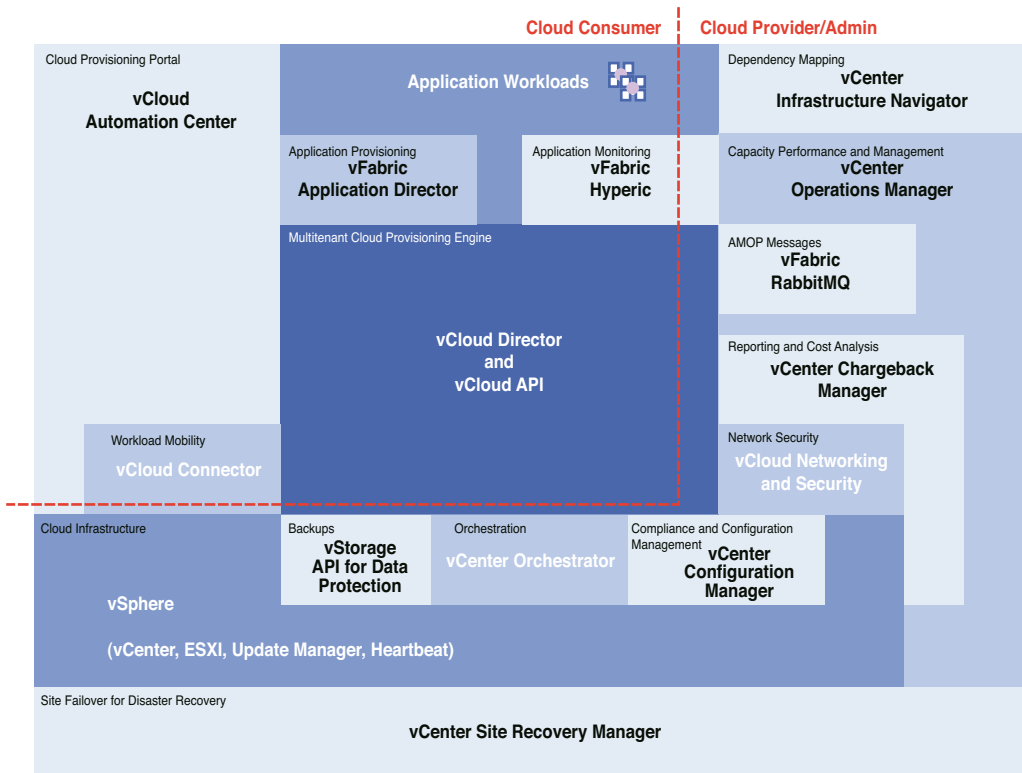 Cloud Consumer
Cloud Provider/Admin
Cloud Provisioning Portal
vCloud
Automation Center
Application Workloads
Dependency Mapping
vCenter
Infrastructure Navigator
Application Provisioning
vFabric
Application Director
Application Monitoring
vFabric
Hyperic
Capacity Performance and Management
vCenter
Operations Manager
Multitenant Cloud Provisioning Engine
vCloud Director
and
vCloud API
AMOP Messages
vFabric
RabbitMQ
Reporting and Cost Analysis
vCenter Chargeback
Manager
Workload Mobility
vCloud Connector
Network Security
vCloud Networking
and Security
Cloud Infrastructure
vSphere
(vCenter, ESXI, Update Manager, Heartbeat)
Backups
vStorage
API for Data
Protection
Orchestration
vCenter Orchestrator
Compliance and Configuration
Management
vCenter
Configuration
Manager
Site Failover for Disaster Recovery
vCenter Site Recovery Manager